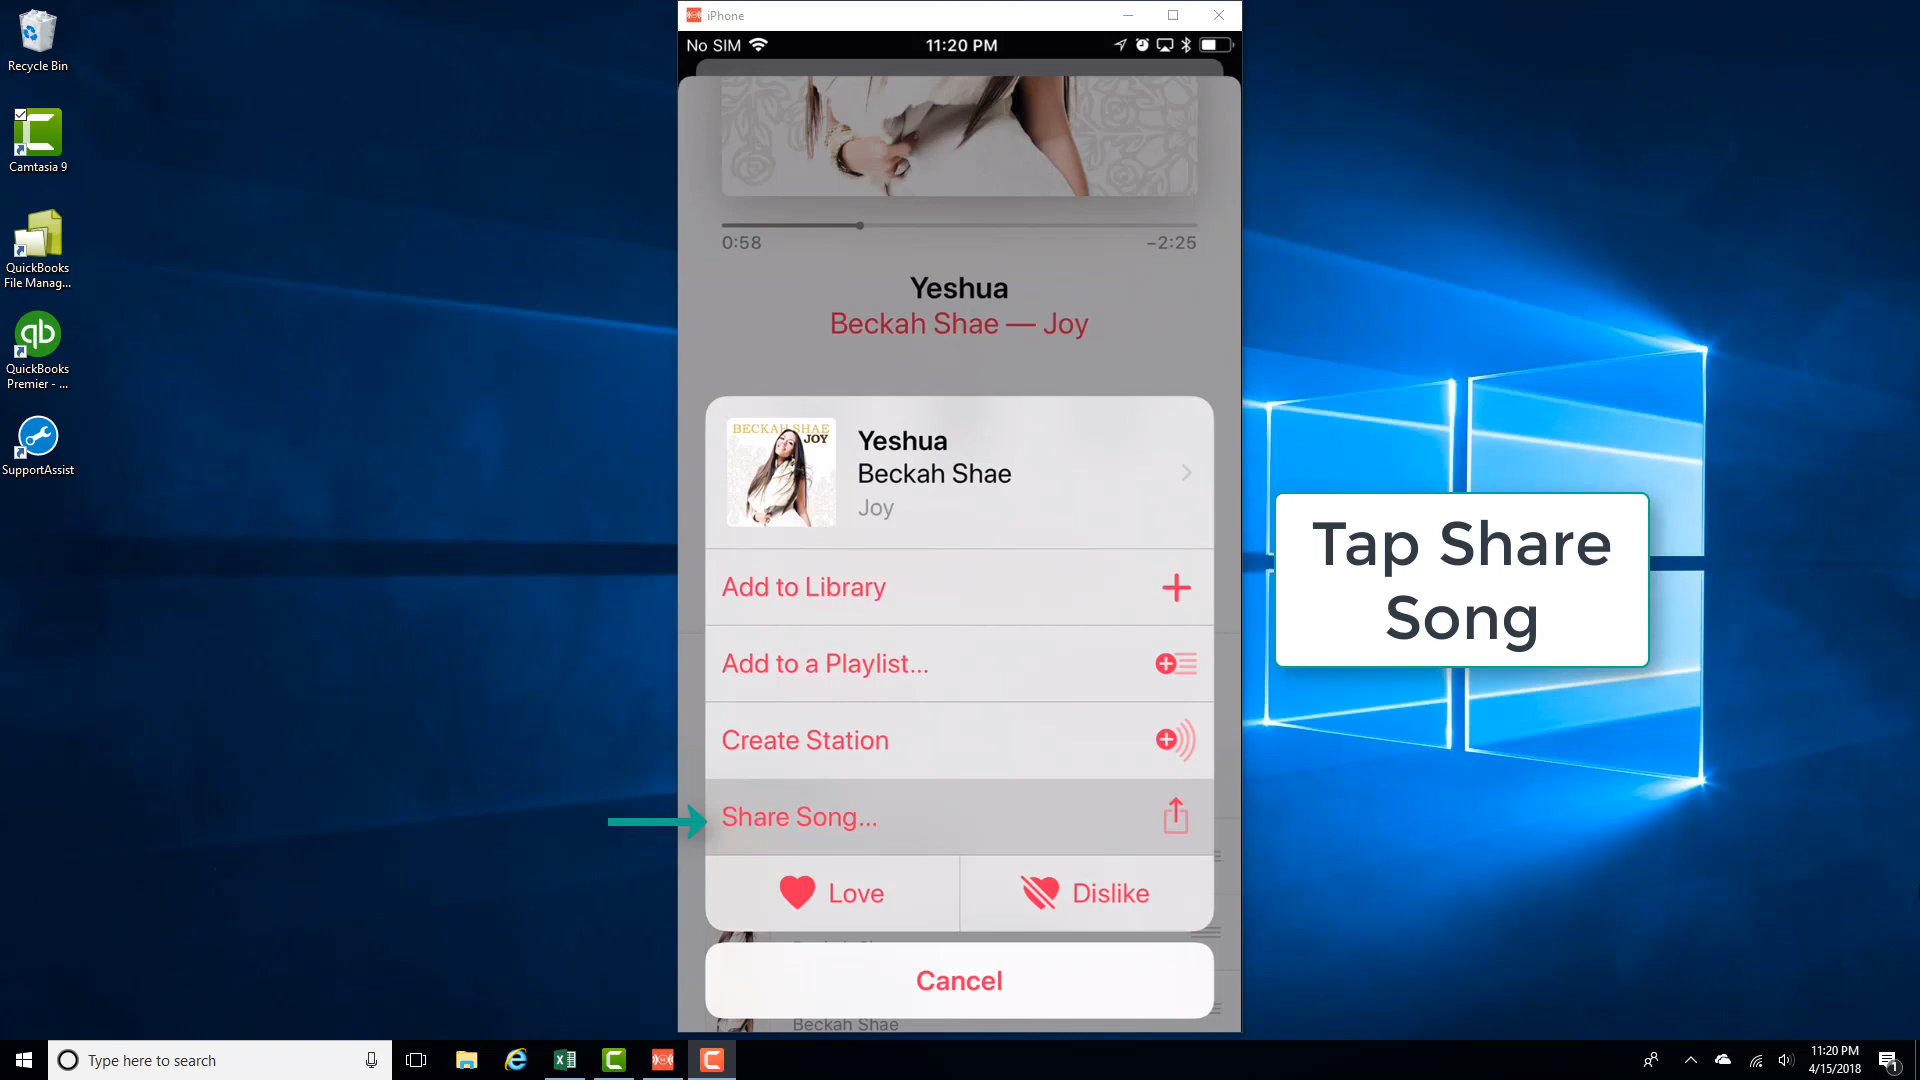 iPhone
No SIM
11:20 PM
Recycle Bin
Camtasia 9
QuickBooks
File Manag...
QuickBooks
Premier - ...
SupportAssist
0:58
−2:25
Yeshua
Beckah Shae — Joy
BECKAH SHAE
JOY
Yeshua
Beckah Shae
Joy
Add to Library
Add to a Playlist...
Create Station
Share Song...
Love
Dislike
Cancel
Beckah Shae
Tap Share
Song
Type here to search
11:20 PM
4/15/2018
1